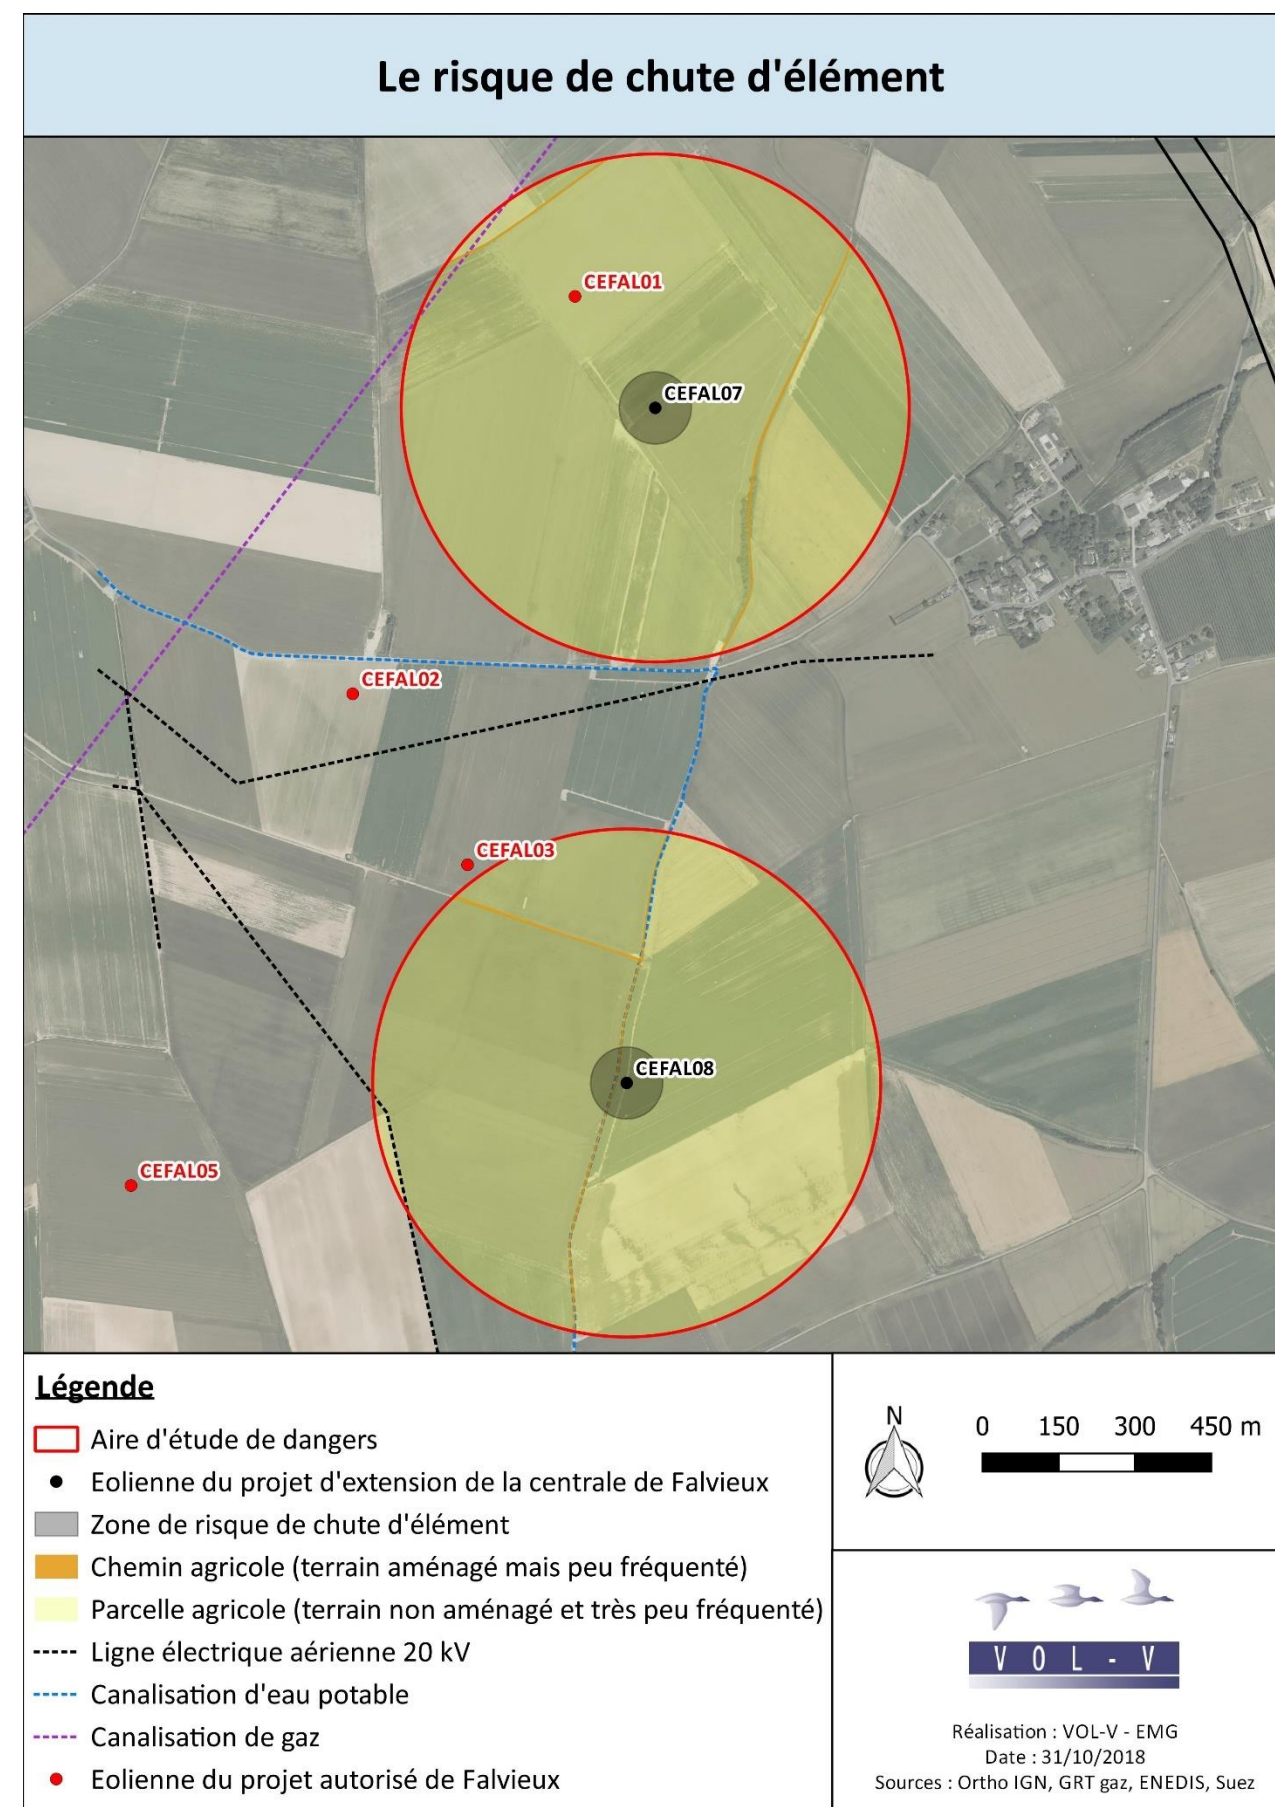 Le risque de chute d'élément
CEFAL01
CEFAL07
CEFAL02
CEFAL03
CEFAL08
CEFAL05
Légende
Aire d'étude de dangers
Eolienne du projet d'extension de la centrale de Falvieux
Zone de risque de chute d'élément
Chemin agricole (terrain aménagé mais peu fréquenté)
Parcelle agricole (terrain non aménagé et très peu fréquenté)
Ligne électrique aérienne 20 kV
Canalisation d'eau potable
Canalisation de gaz
Eolienne du projet autorisé de Falvieux
N
0 150 300 450 m
VOL-V
Réalisation : VOL-V - EMG
Date : 31/10/2018
Sources : Ortho IGN, GRT gaz, ENEDIS, Suez